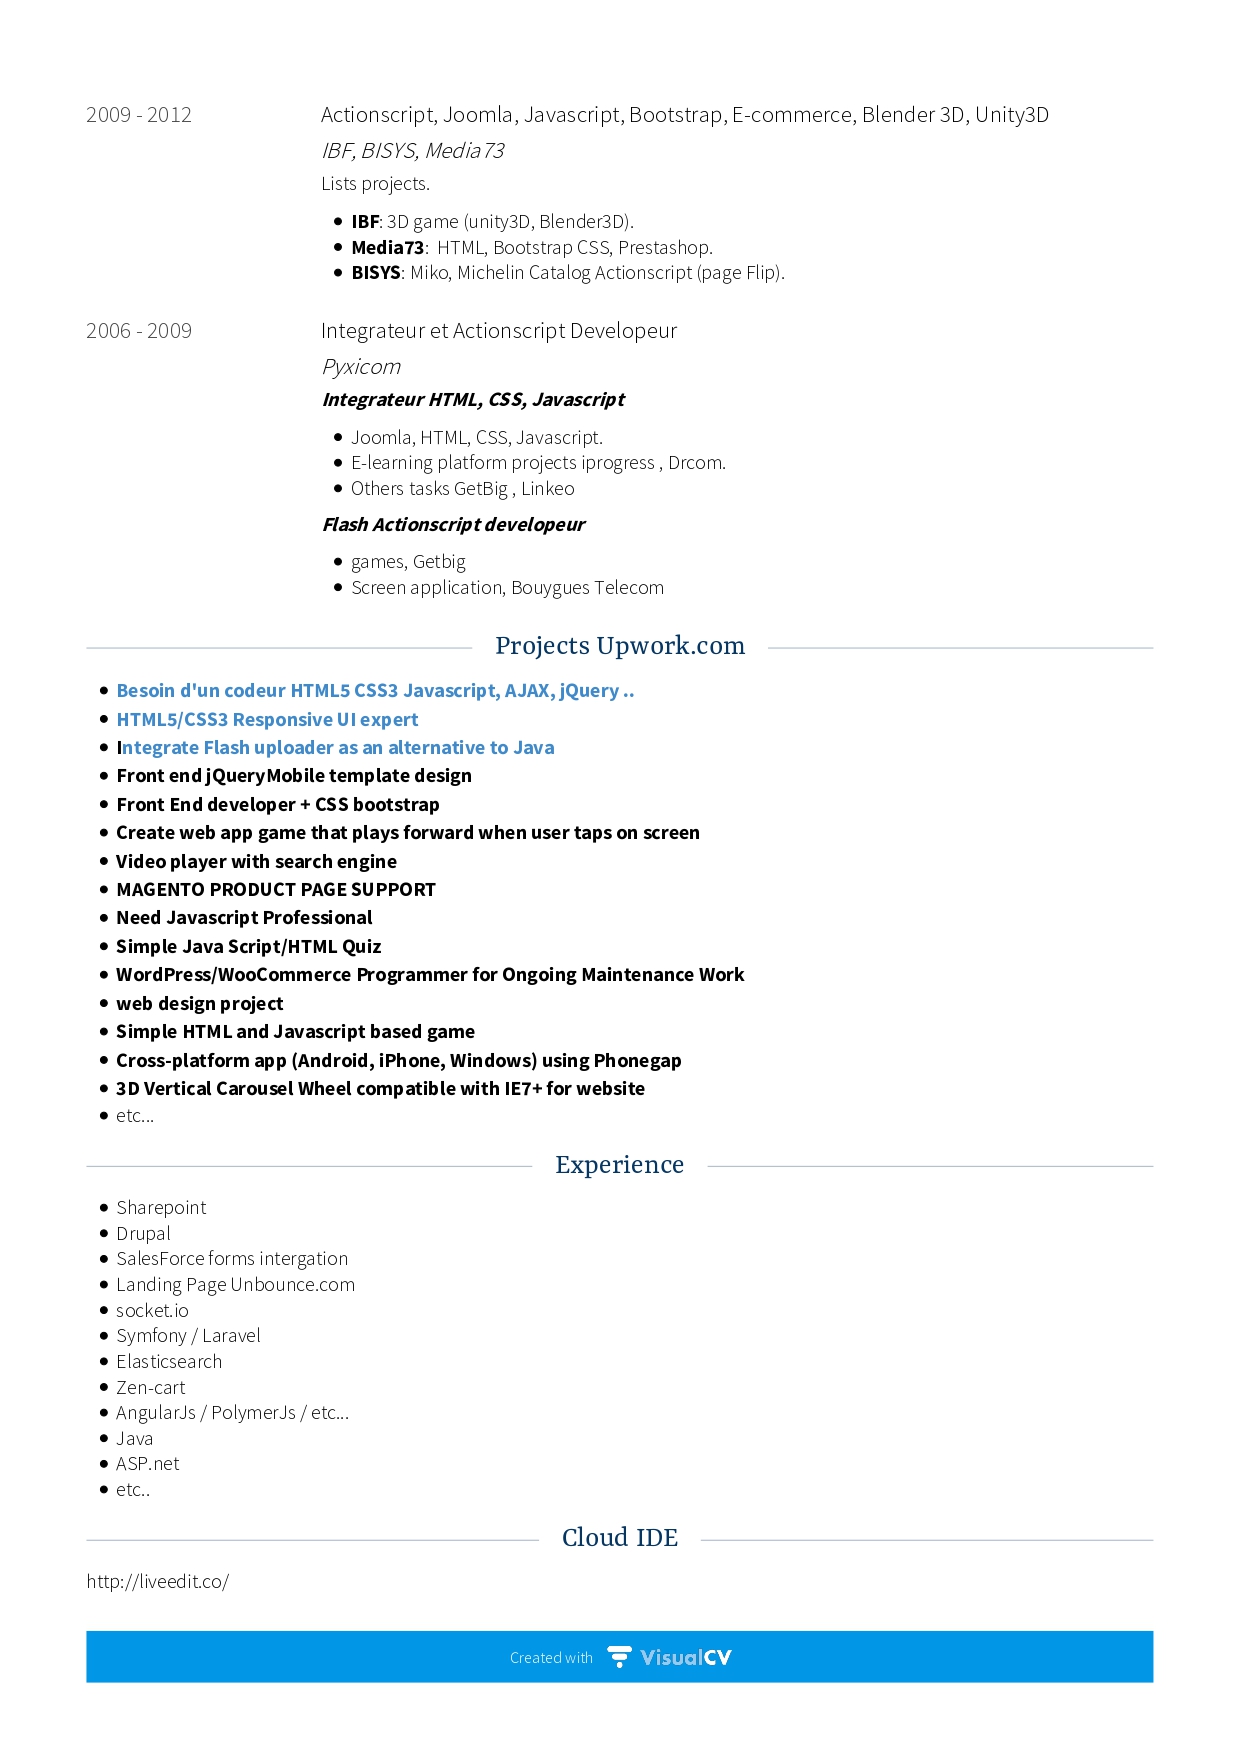 2009 - 2012
Actionscript, Joomla, Javascript, Bootstrap, E-commerce, Blender 3D, Unity3D
IBF, BISYS, Media73
Lists projects.
• IBF: 3D game (unity3D, Blender3D).
• Media73:  HTML, Bootstrap CSS, Prestashop.
• BISYS: Miko, Michelin Catalog Actionscript (page Flip).
2006 - 2009
Integrateur et Actionscript Developeur
Pyxicom
Integrateur HTML, CSS, Javascript
• Joomla, HTML, CSS, Javascript.
• E-learning platform projects iprogress , Drcom.
• Others tasks GetBig , Linkeo
Flash Actionscript developeur
• games, Getbig
• Screen application, Bouygues Telecom
Projects Upwork.com
• Besoin d'un codeur HTML5 CSS3 Javascript, AJAX, jQuery ..
• HTML5/CSS3 Responsive UI expert
• Integrate Flash uploader as an alternative to Java
• Front end jQueryMobile template design
• Front End developer + CSS bootstrap
• Create web app game that plays forward when user taps on screen
• Video player with search engine
• MAGENTO PRODUCT PAGE SUPPORT
• Need Javascript Professional
• Simple Java Script/HTML Quiz
• WordPress/WooCommerce Programmer for Ongoing Maintenance Work
• web design project
• Simple HTML and Javascript based game
• Cross-platform app (Android, iPhone, Windows) using Phonegap
• 3D Vertical Carousel Wheel compatible with IE7+ for website
• etc...
Experience
• Sharepoint
• Drupal
• SalesForce forms intergation
• Landing Page Unbounce.com
• socket.io
• Symfony / Laravel
• Elasticsearch
• Zen-cart
• AngularJs / PolymerJs / etc...
• Java
• ASP.net
• etc..
Cloud IDE
http://liveedit.co/
Created with VisualCV